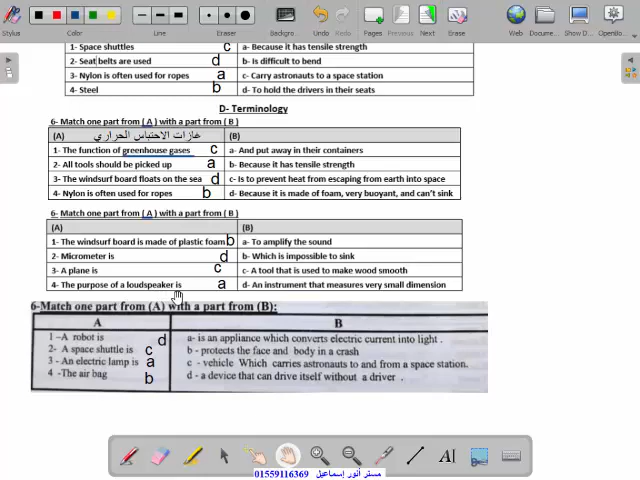 Stylus
Color
Line
Eraser
Backgr...
Undo
Redo
Pages
Previous
Next
Erase
Web
Docume...
Show D...
OpenBo...
1- Space shuttles c a- Because it has tensile strength
2- Seat belts are used d b- Is difficult to bend
3- Nylon is often used for ropes a c- Carry astronauts to a space station
4- Steel b d- To hold the drivers in their seats
D- Terminology
6- Match one part from ( A ) with a part from ( B )
(A) غازات الاحتباس الحراري (B)
1- The function of greenhouse gases c a- And put away in their containers
2- All tools should be picked up a b- Because it has tensile strength
3- The windsurf board floats on the sea d c- Is to prevent heat from escaping from earth into space
4- Nylon is often used for ropes b d- Because it is made of foam, very buoyant, and can't sink
6- Match one part from ( A ) with a part from ( B )
(A) (B)
1- The windsurf board is made of plastic foam b a- To amplify the sound
2- Micrometer is d b- Which is impossible to sink
3- A plane is c c- A tool that is used to make wood smooth
4- The purpose of a loudspeaker is a d- An instrument that measures very small dimension
6-Match one part from (A) with a part from (B):
A B
1 -A robot is d a- is an appliance which converts electric current into light .
2- A space shuttle is c b - protects the face and body in a crash
3 - An electric lamp is a c - vehicle Which carries astronauts to and from a space station.
4 -The air bag b d - a device that can drive itself without a driver .
مستر أنور إسماعيل 01559116369